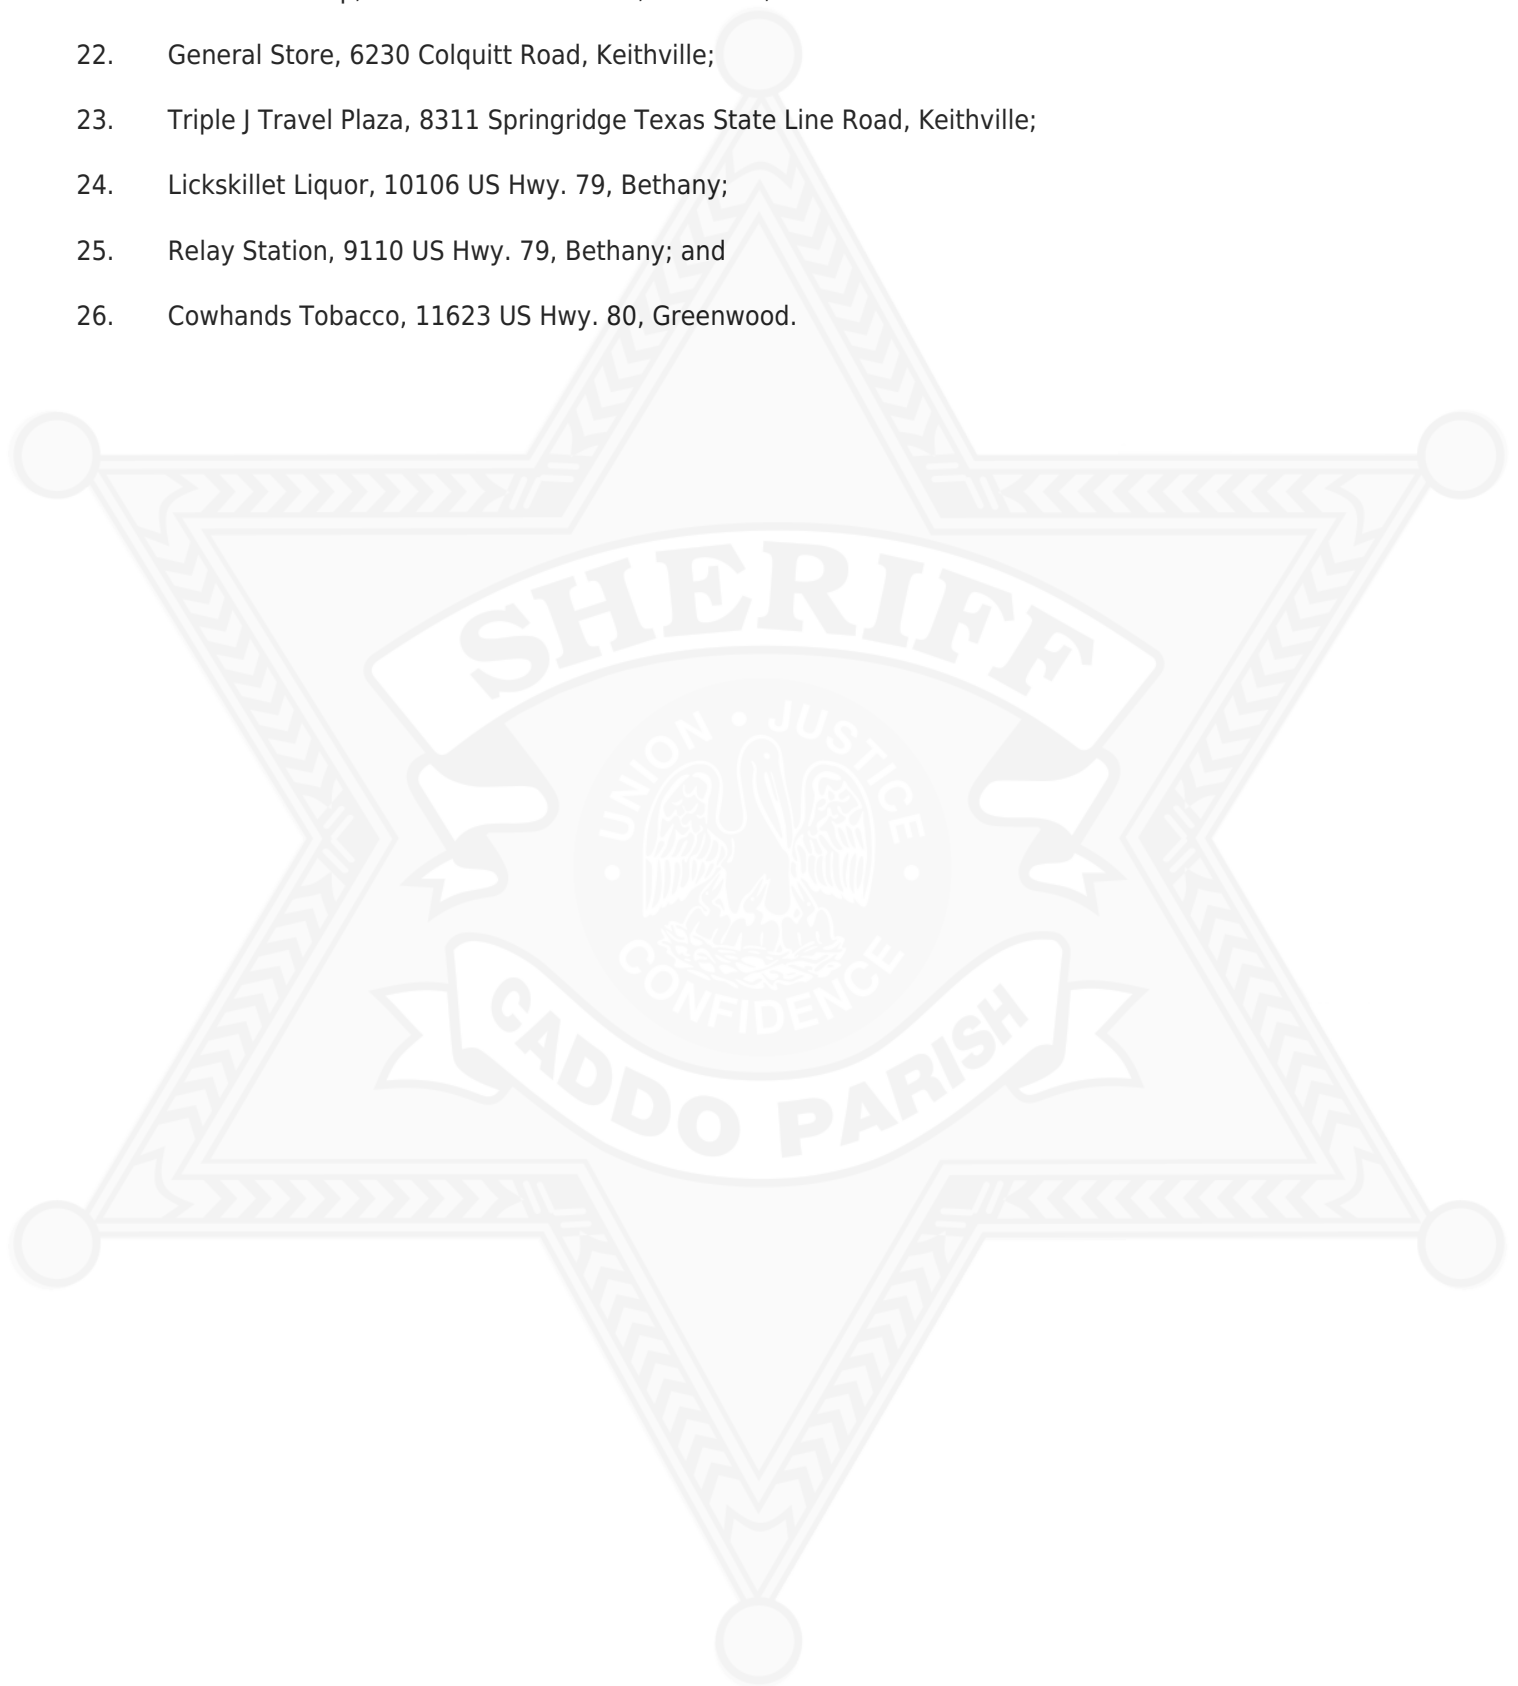 22. General Store, 6230 Colquitt Road, Keithville;
23. Triple J Travel Plaza, 8311 Springridge Texas State Line Road, Keithville;
24. Lickskillet Liquor, 10106 US Hwy. 79, Bethany;
25. Relay Station, 9110 US Hwy. 79, Bethany; and
26. Cowhands Tobacco, 11623 US Hwy. 80, Greenwood.
SHERIFF
UNION • JUSTICE •
• CONFIDENCE
CADDO PARISH